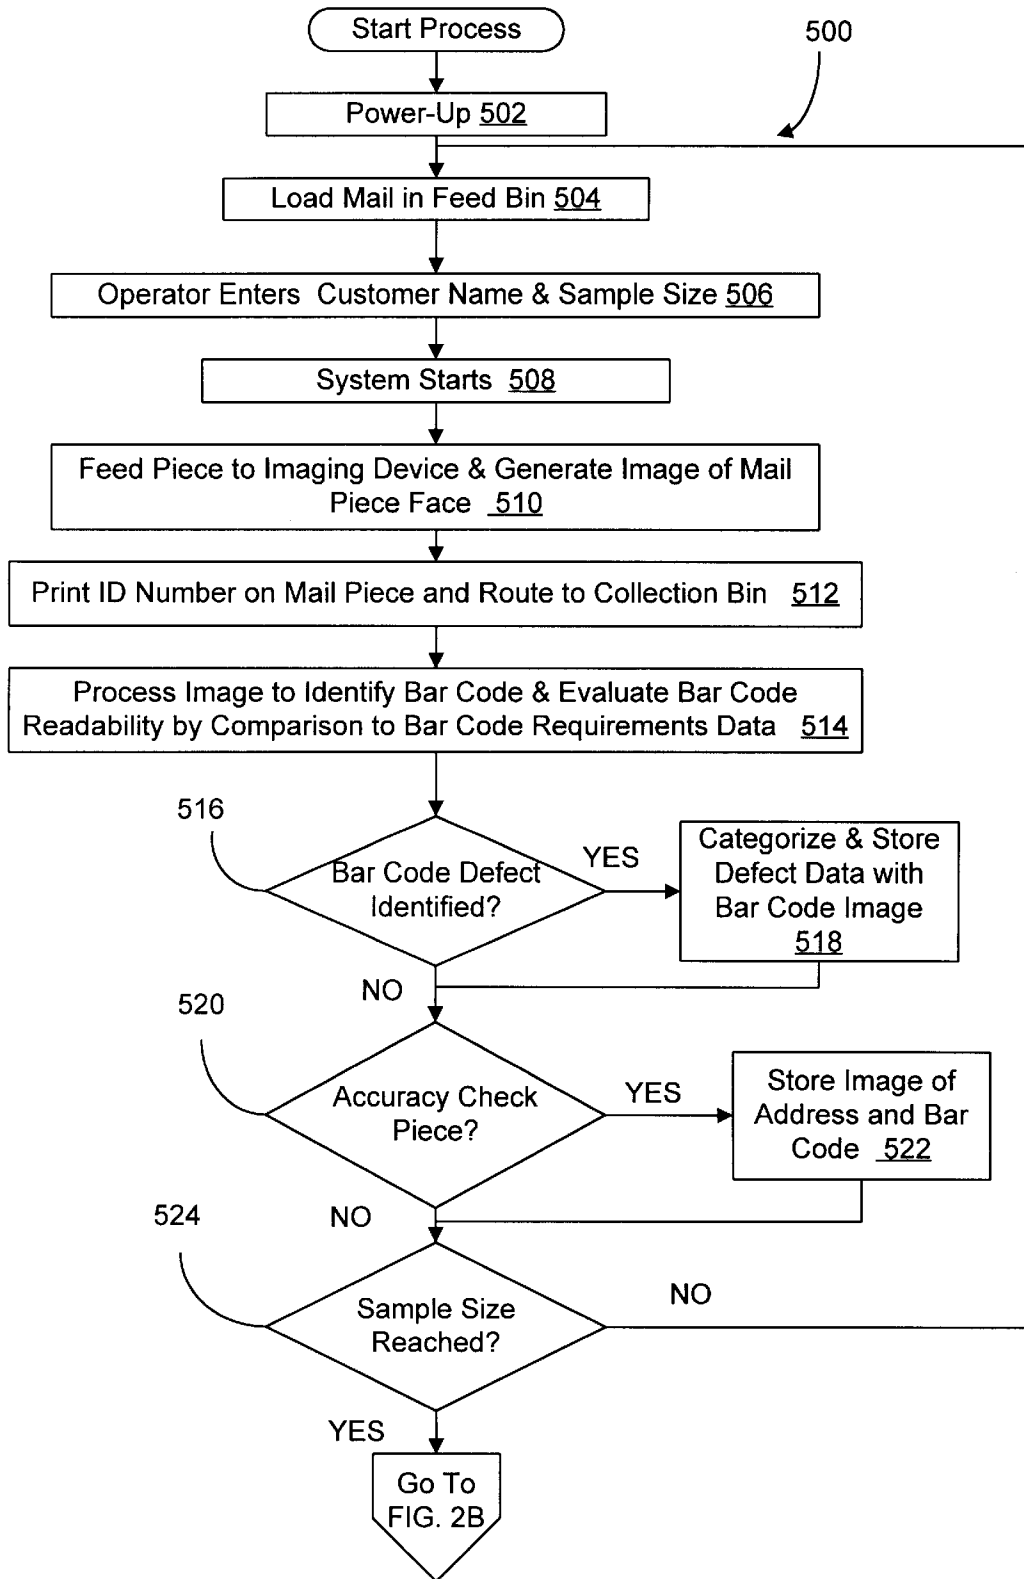 Start Process
500
Power-Up 502
Load Mail in Feed Bin 504
Operator Enters Customer Name & Sample Size 506
System Starts 508
Feed Piece to Imaging Device & Generate Image of Mail
Piece Face 510
Print ID Number on Mail Piece and Route to Collection Bin 512
Process Image to Identify Bar Code & Evaluate Bar Code
Readability by Comparison to Bar Code Requirements Data 514
516
Bar Code Defect
Identified?
YES
Categorize & Store
Defect Data with
Bar Code Image
518
NO
520
Accuracy Check
Piece?
YES
Store Image of
Address and Bar
Code 522
NO
524
Sample Size
Reached?
NO
YES
Go To
FIG. 2B